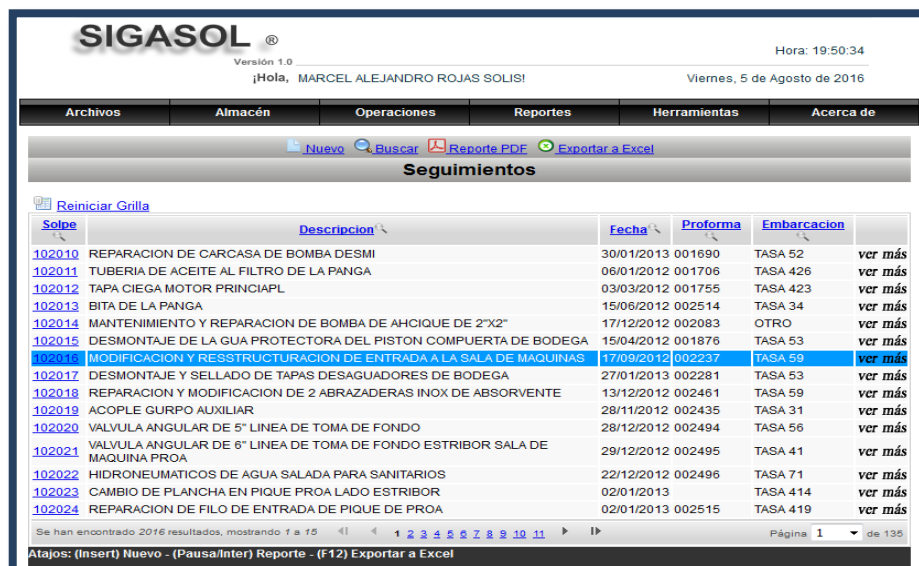 SIGASOL ®
Versión 1.0
Hora: 19:50:34
¡Hola, MARCEL ALEJANDRO ROJAS SOLIS!
Viernes, 5 de Agosto de 2016
Archivos Almacén Operaciones Reportes Herramientas Acerca de
Nuevo Buscar Reporte PDF Exportar a Excel
Seguimientos
Reiniciar Grilla
Solpe Descripcion Fecha Proforma Embarcacion
102010 REPARACION DE CARCASA DE BOMBA DESMI 30/01/2013 001690 TASA 52 ver más
102011 TUBERIA DE ACEITE AL FILTRO DE LA PANGA 06/01/2012 001706 TASA 426 ver más
102012 TAPA CIEGA MOTOR PRINCIAPL 03/03/2012 001755 TASA 423 ver más
102013 BITA DE LA PANGA 15/06/2012 002514 TASA 34 ver más
102014 MANTENIMIENTO Y REPARACION DE BOMBA DE AHCIQUE DE 2"X2" 17/12/2012 002083 OTRO ver más
102015 DESMONTAJE DE LA GUA PROTECTORA DEL PISTON COMPUERTA DE BODEGA 15/04/2012 001876 TASA 53 ver más
102016 MODIFICACION Y RESSTRUCTURACION DE ENTRADA A LA SALA DE MAQUINAS 17/09/2012 002237 TASA 59 ver más
102017 DESMONTAJE Y SELLADO DE TAPAS DESAGUADORES DE BODEGA 27/01/2013 002281 TASA 53 ver más
102018 REPARACION Y MODIFICACION DE 2 ABRAZADERAS INOX DE ABSORVENTE 13/12/2012 002461 TASA 59 ver más
102019 ACOPLE GURPO AUXILIAR 28/11/2012 002435 TASA 31 ver más
102020 VALVULA ANGULAR DE 5" LINEA DE TOMA DE FONDO 28/12/2012 002494 TASA 56 ver más
102021 VALVULA ANGULAR DE 6" LINEA DE TOMA DE FONDO ESTRIBOR SALA DE MAQUINA PROA 29/12/2012 002495 TASA 41 ver más
102022 HIDRONEUMATICOS DE AGUA SALADA PARA SANITARIOS 22/12/2012 002496 TASA 71 ver más
102023 CAMBIO DE PLANCHA EN PIQUE PROA LADO ESTRIBOR 02/01/2013 TASA 414 ver más
102024 REPARACION DE FILO DE ENTRADA DE PIQUE DE PROA 02/01/2013 002515 TASA 419 ver más
Se han encontrado 2016 resultados, mostrando 1 a 15 1 2 3 4 5 6 7 8 9 10 11 Página 1 de 135
Atajos: (Insert) Nuevo - (Pausa/Inter) Reporte - (F12) Exportar a Excel